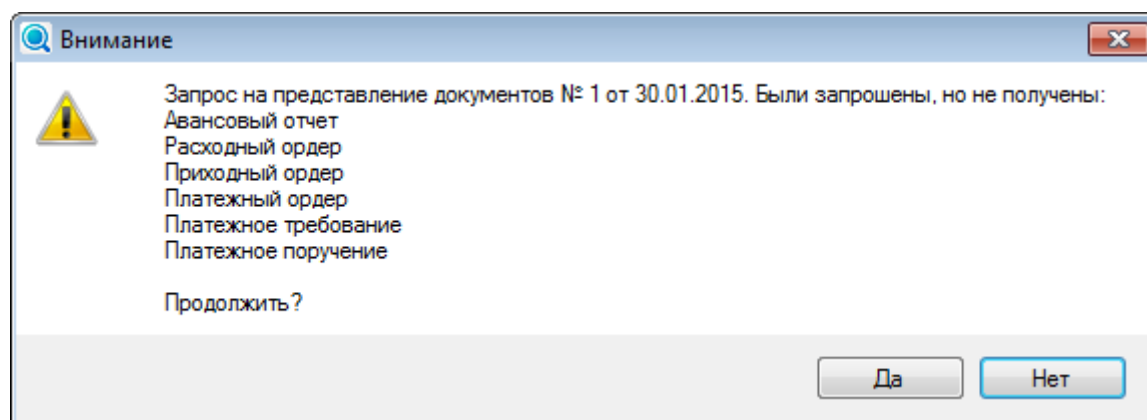 Внимание
Запрос на представление документов № 1 от 30.01.2015. Были запрошены, но не получены:
Авансовый отчет
Расходный ордер
Приходный ордер
Платежный ордер
Платежное требование
Платежное поручение
Продолжить?
Да
Нет